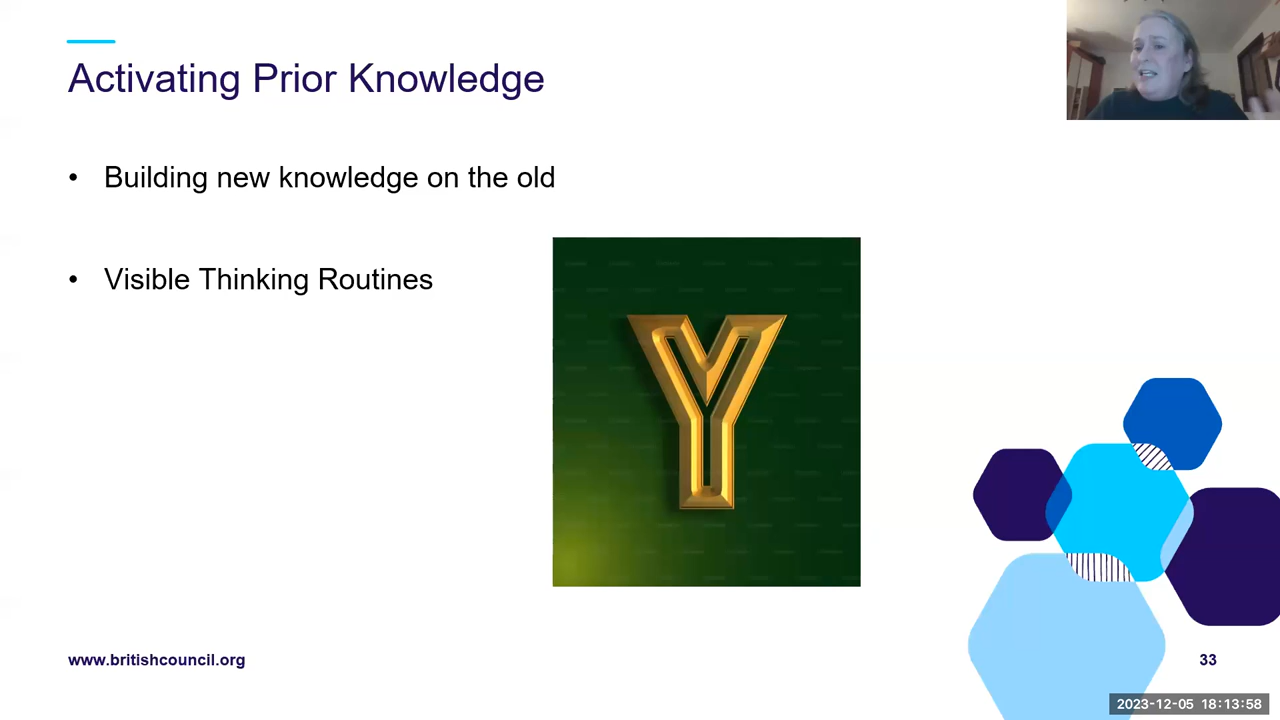 Activating Prior Knowledge
• Building new knowledge on the old
• Visible Thinking Routines
Y
www.britishcouncil.org
33
2023-12-05 18:13:58